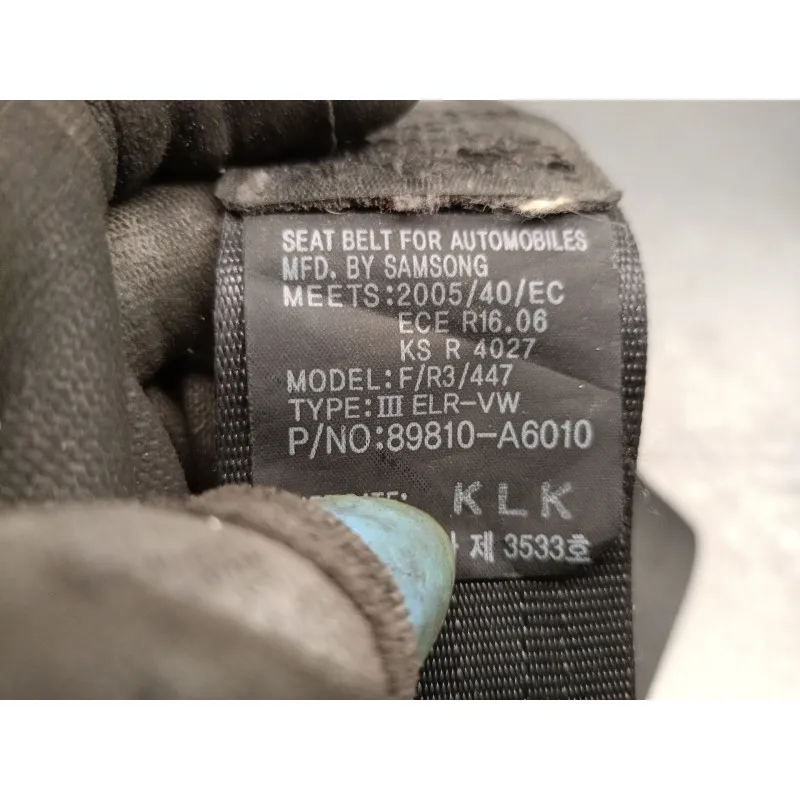 SEAT BELT FOR AUTOMOBILES
MFD. BY SAMSONG
MEETS:2005/40/EC
ECE R16.06
KS R 4027
MODEL:F/R3/447
TYPE:III ELR-VW
P/NO:89810-A6010
KLK
제 3533호